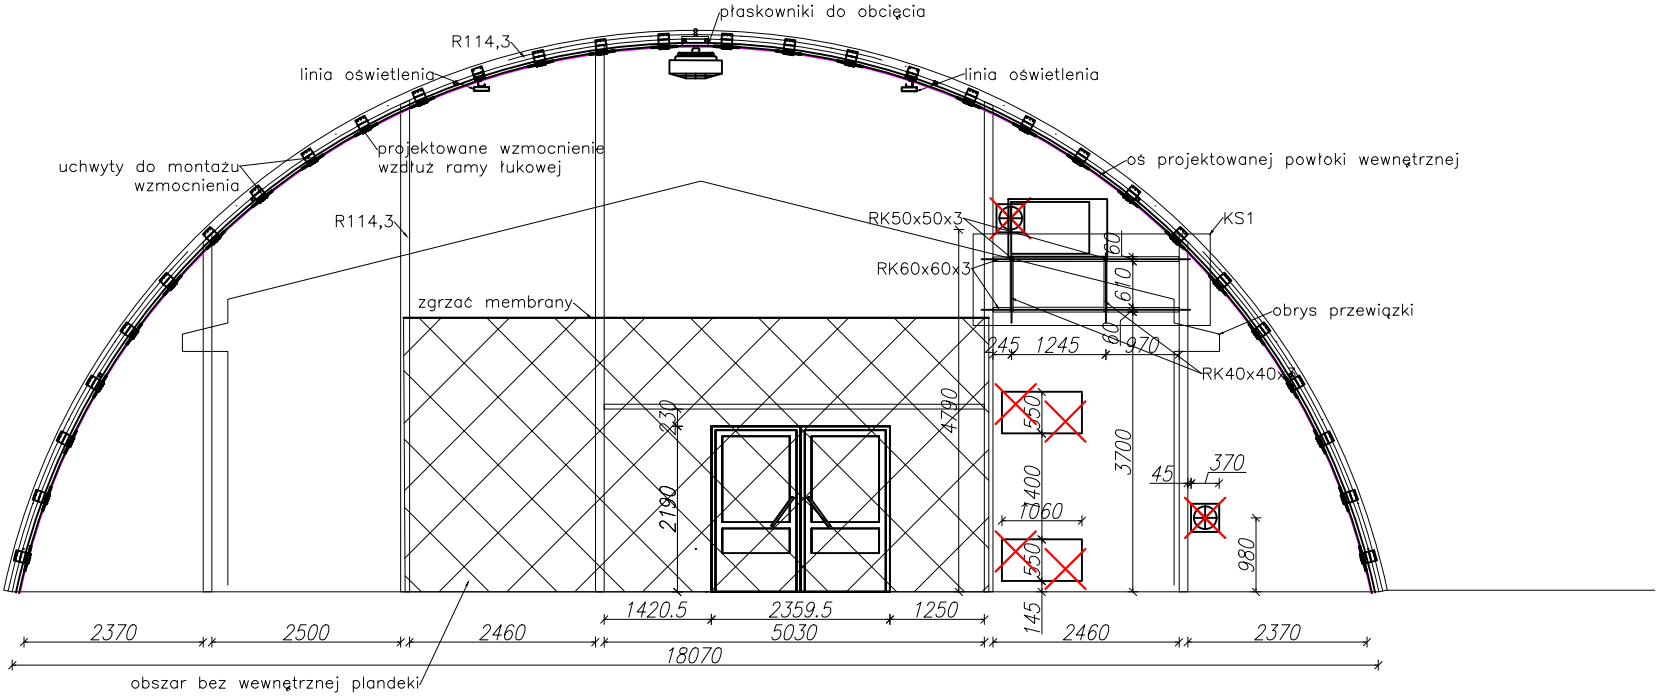 płaskowniki do obcięcia
R114,3
linia oświetlenia
linia oświetlenia
projektowane wzmocnienie
wzdłuż ramy łukowej
uchwyty do montażu
wzmocnienia
oś projektowanej powłoki wewnętrznej
R114,3
RK50x50x3
KS1
60
RK60x60x3
610
zgrzać membrany
obrys przewiązki
60
245
1245
970
RK40x40x3
4790
230
550
3700
45
370
2190
1400
1060
550
980
145
1420.5
2359.5
1250
2370
2500
2460
5030
2460
2370
18070
obszar bez wewnętrznej plandeki